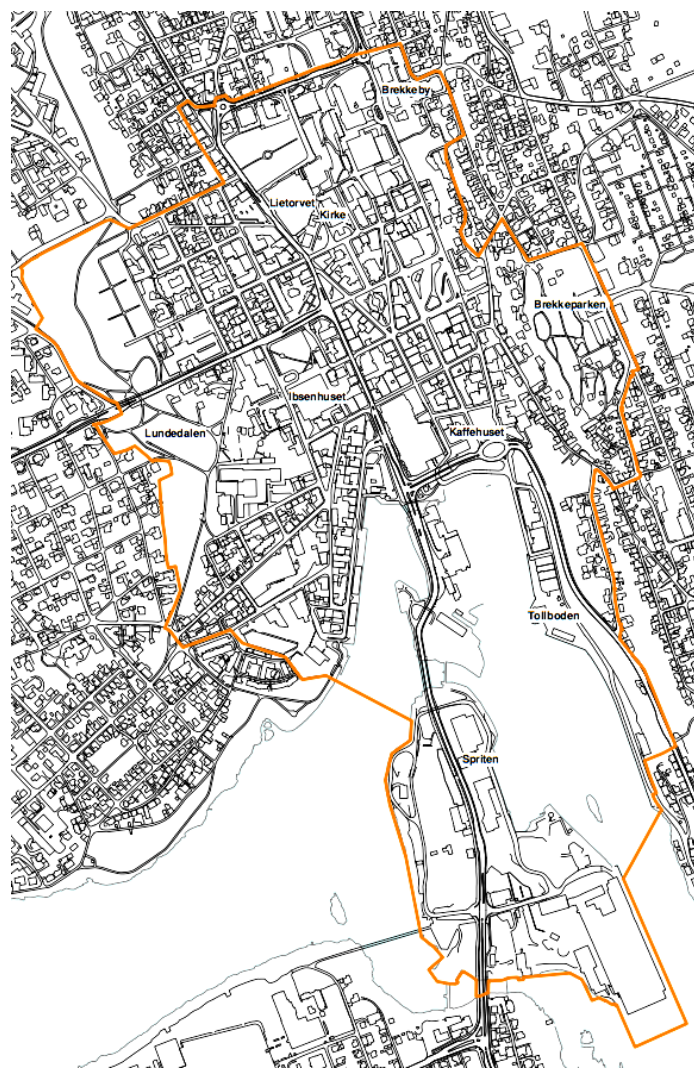 Brekkeby
Lietorvet
Kirke
Brekkeparken
Ibsenhuset
Lundedalen
Kaffehuset
Tollboden
Spriten